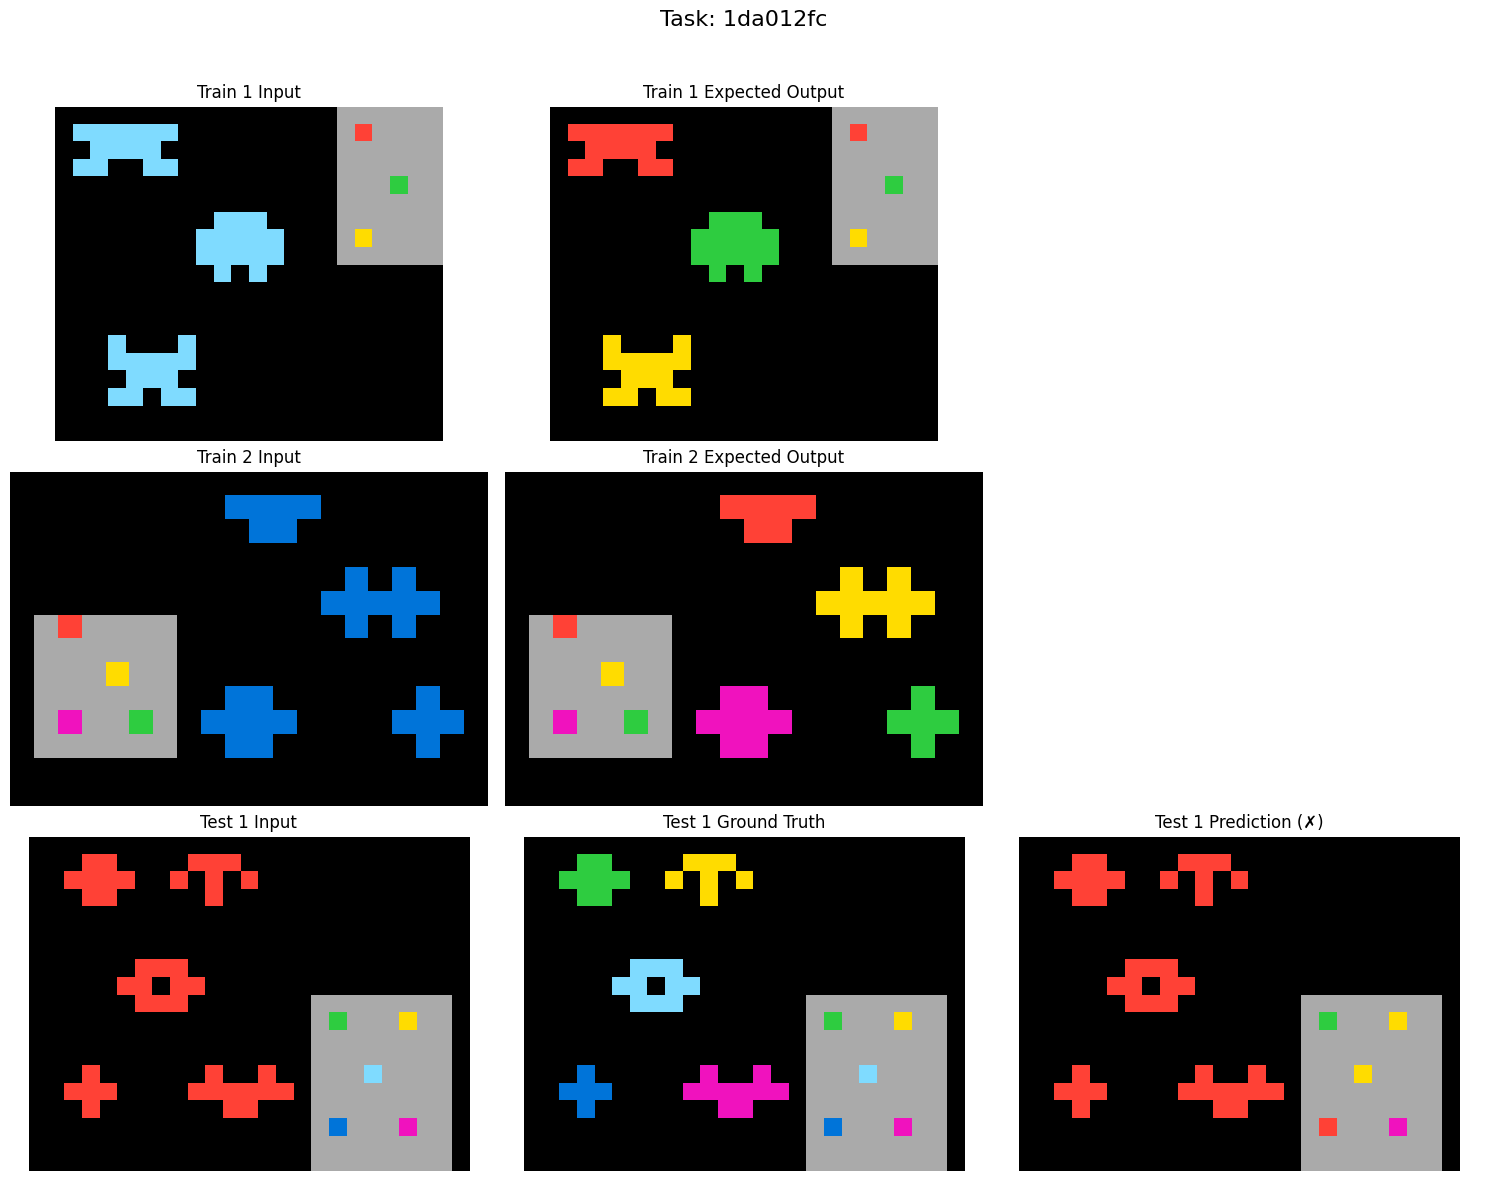 Task: 1da012fc
Train 1 Input
Train 1 Expected Output
Train 2 Input
Train 2 Expected Output
Test 1 Input
Test 1 Ground Truth
Test 1 Prediction (✗)